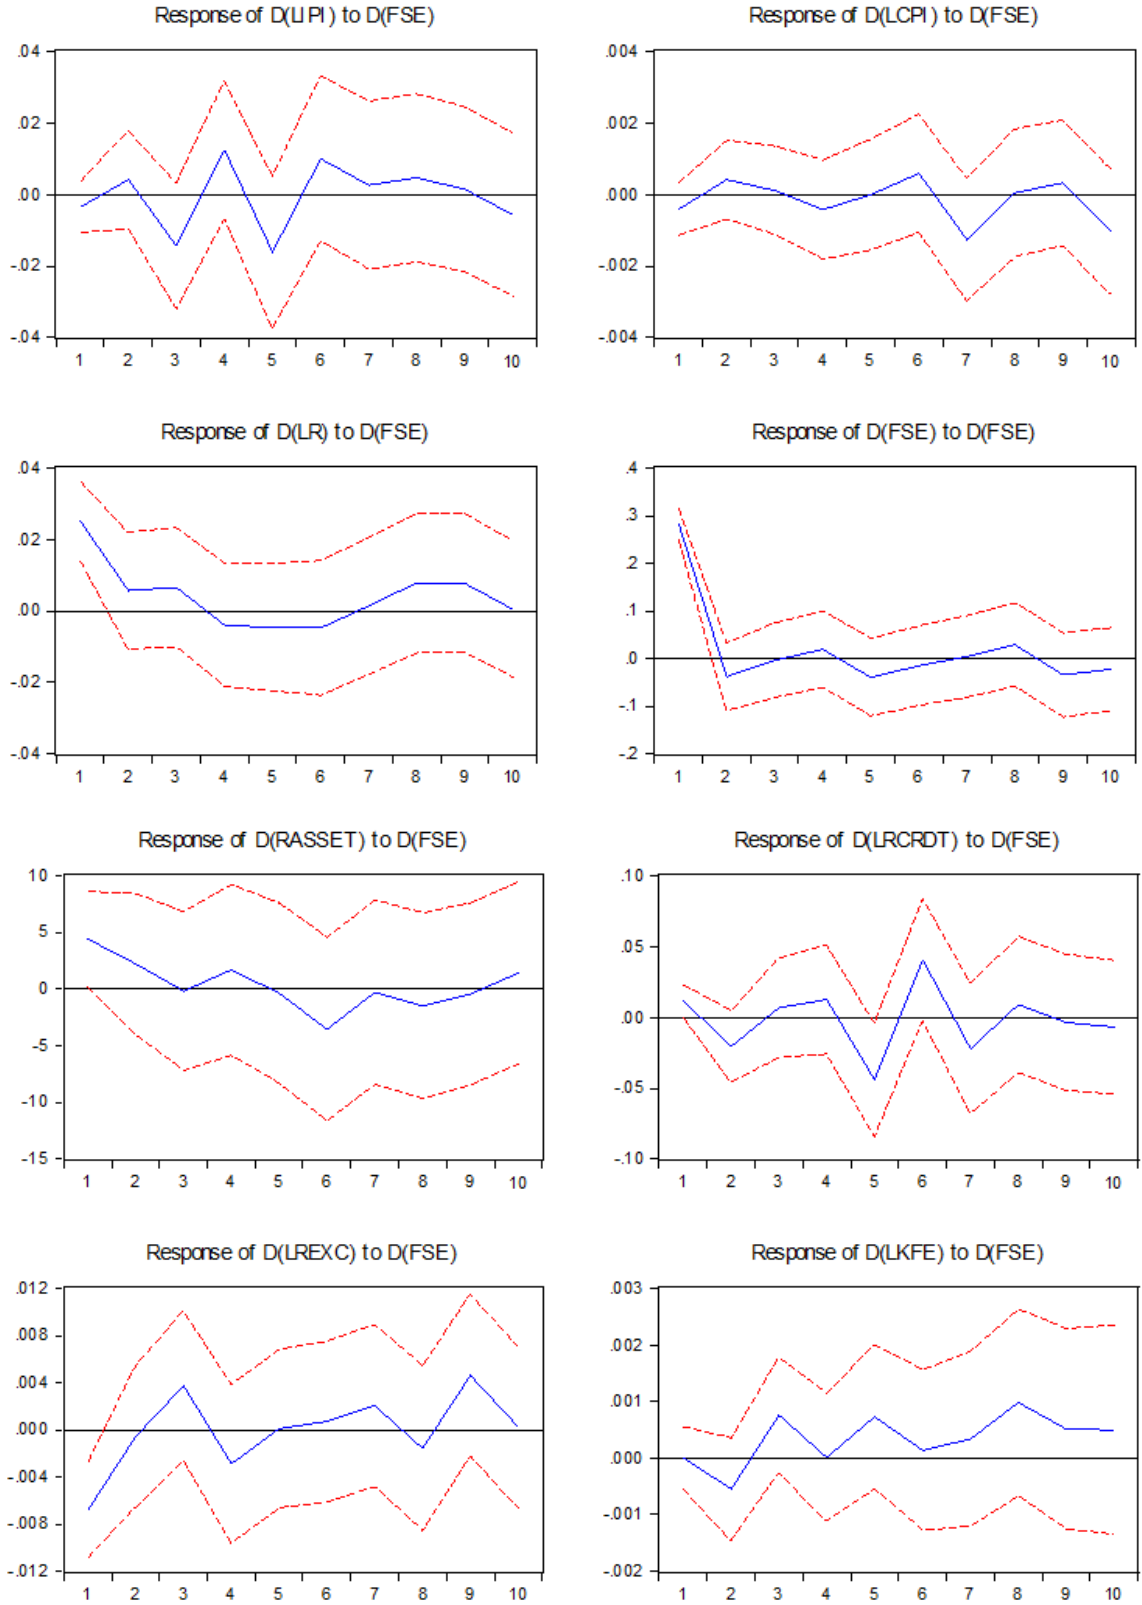 Response of D(LIPI) to D(FSE)
.04
.02
.00
-.02
-.04
1 2 3 4 5 6 7 8 9 10
Response of D(LCPI) to D(FSE)
.004
.002
.000
-.002
-.004
1 2 3 4 5 6 7 8 9 10
Response of D(LR) to D(FSE)
.04
.02
.00
-.02
-.04
1 2 3 4 5 6 7 8 9 10
Response of D(FSE) to D(FSE)
.4
.3
.2
.1
.0
-.1
-.2
1 2 3 4 5 6 7 8 9 10
Response of D(RASSET) to D(FSE)
10
5
0
-5
-10
-15
1 2 3 4 5 6 7 8 9 10
Response of D(LRCRDT) to D(FSE)
.10
.05
.00
-.05
-.10
1 2 3 4 5 6 7 8 9 10
Response of D(LREXC) to D(FSE)
.012
.008
.004
.000
-.004
-.008
-.012
1 2 3 4 5 6 7 8 9 10
Response of D(LKFE) to D(FSE)
.003
.002
.001
.000
-.001
-.002
1 2 3 4 5 6 7 8 9 10